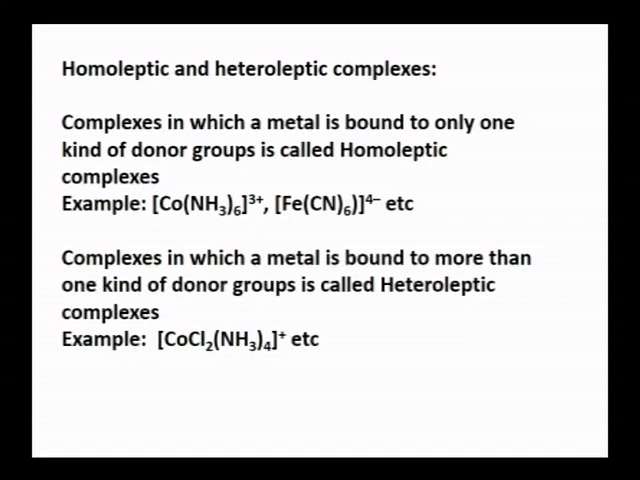 Homoleptic and heteroleptic complexes:
Complexes in which a metal is bound to only one
kind of donor groups is called Homoleptic
complexes
Example: [Co(NH₃)₆]³⁺, [Fe(CN)₆)]⁴⁻ etc
Complexes in which a metal is bound to more than
one kind of donor groups is called Heteroleptic
complexes
Example: [CoCl₂(NH₃)₄]⁺ etc